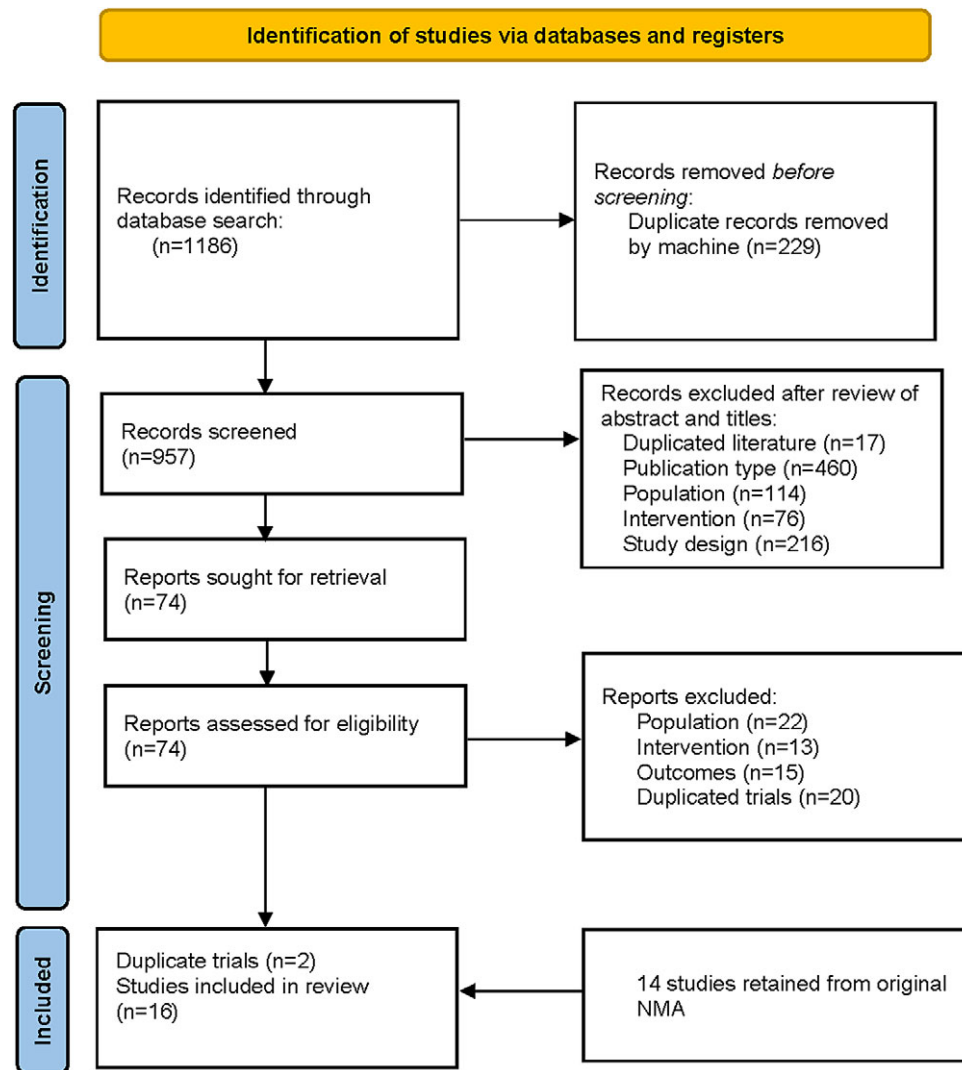 Identification of studies via databases and registers
Identification
Records identified through
database search:
(n=1186)
Records removed before
screening:
Duplicate records removed
by machine (n=229)
Screening
Records screened
(n=957)
Records excluded after review of
abstract and titles:
Duplicated literature (n=17)
Publication type (n=460)
Population (n=114)
Intervention (n=76)
Study design (n=216)
Reports sought for retrieval
(n=74)
Reports assessed for eligibility
(n=74)
Reports excluded:
Population (n=22)
Intervention (n=13)
Outcomes (n=15)
Duplicated trials (n=20)
Included
Duplicate trials (n=2)
Studies included in review
(n=16)
14 studies retained from original
NMA